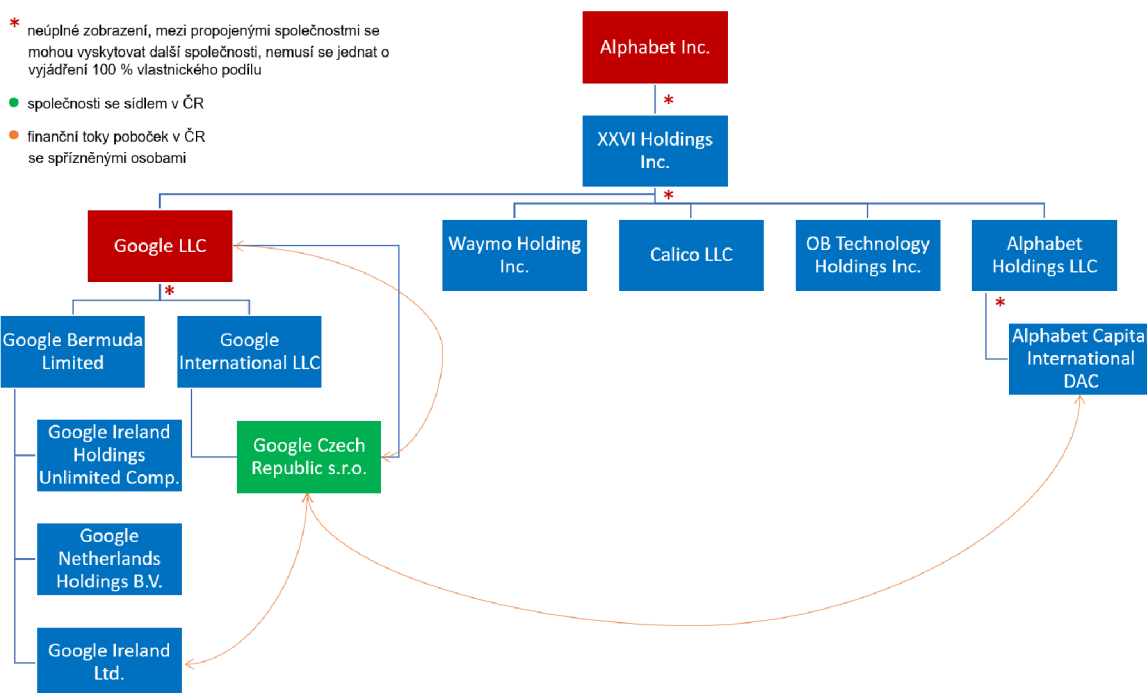 * neúplné zobrazení, mezi propojenými společnostmi se
mohou vyskytovat další společnosti, nemusí se jednat o
vyjádření 100 % vlastnického podílu
společnosti se sídlem v ČR
finanční toky poboček v ČR
se spřízněnými osobami
Alphabet Inc.
*
XXVI Holdings
Inc.
*
Google LLC
Waymo Holding
Inc.
Calico LLC
OB Technology
Holdings Inc.
Alphabet
Holdings LLC
*
*
Google Bermuda
Limited
Google
International LLC
Alphabet Capita
International
DAC
Google Ireland
Holdings
Unlimited Comp.
Google Czech
Republic s.r.o.
Google
Netherlands
Holdings B.V.
Google Ireland
Ltd.